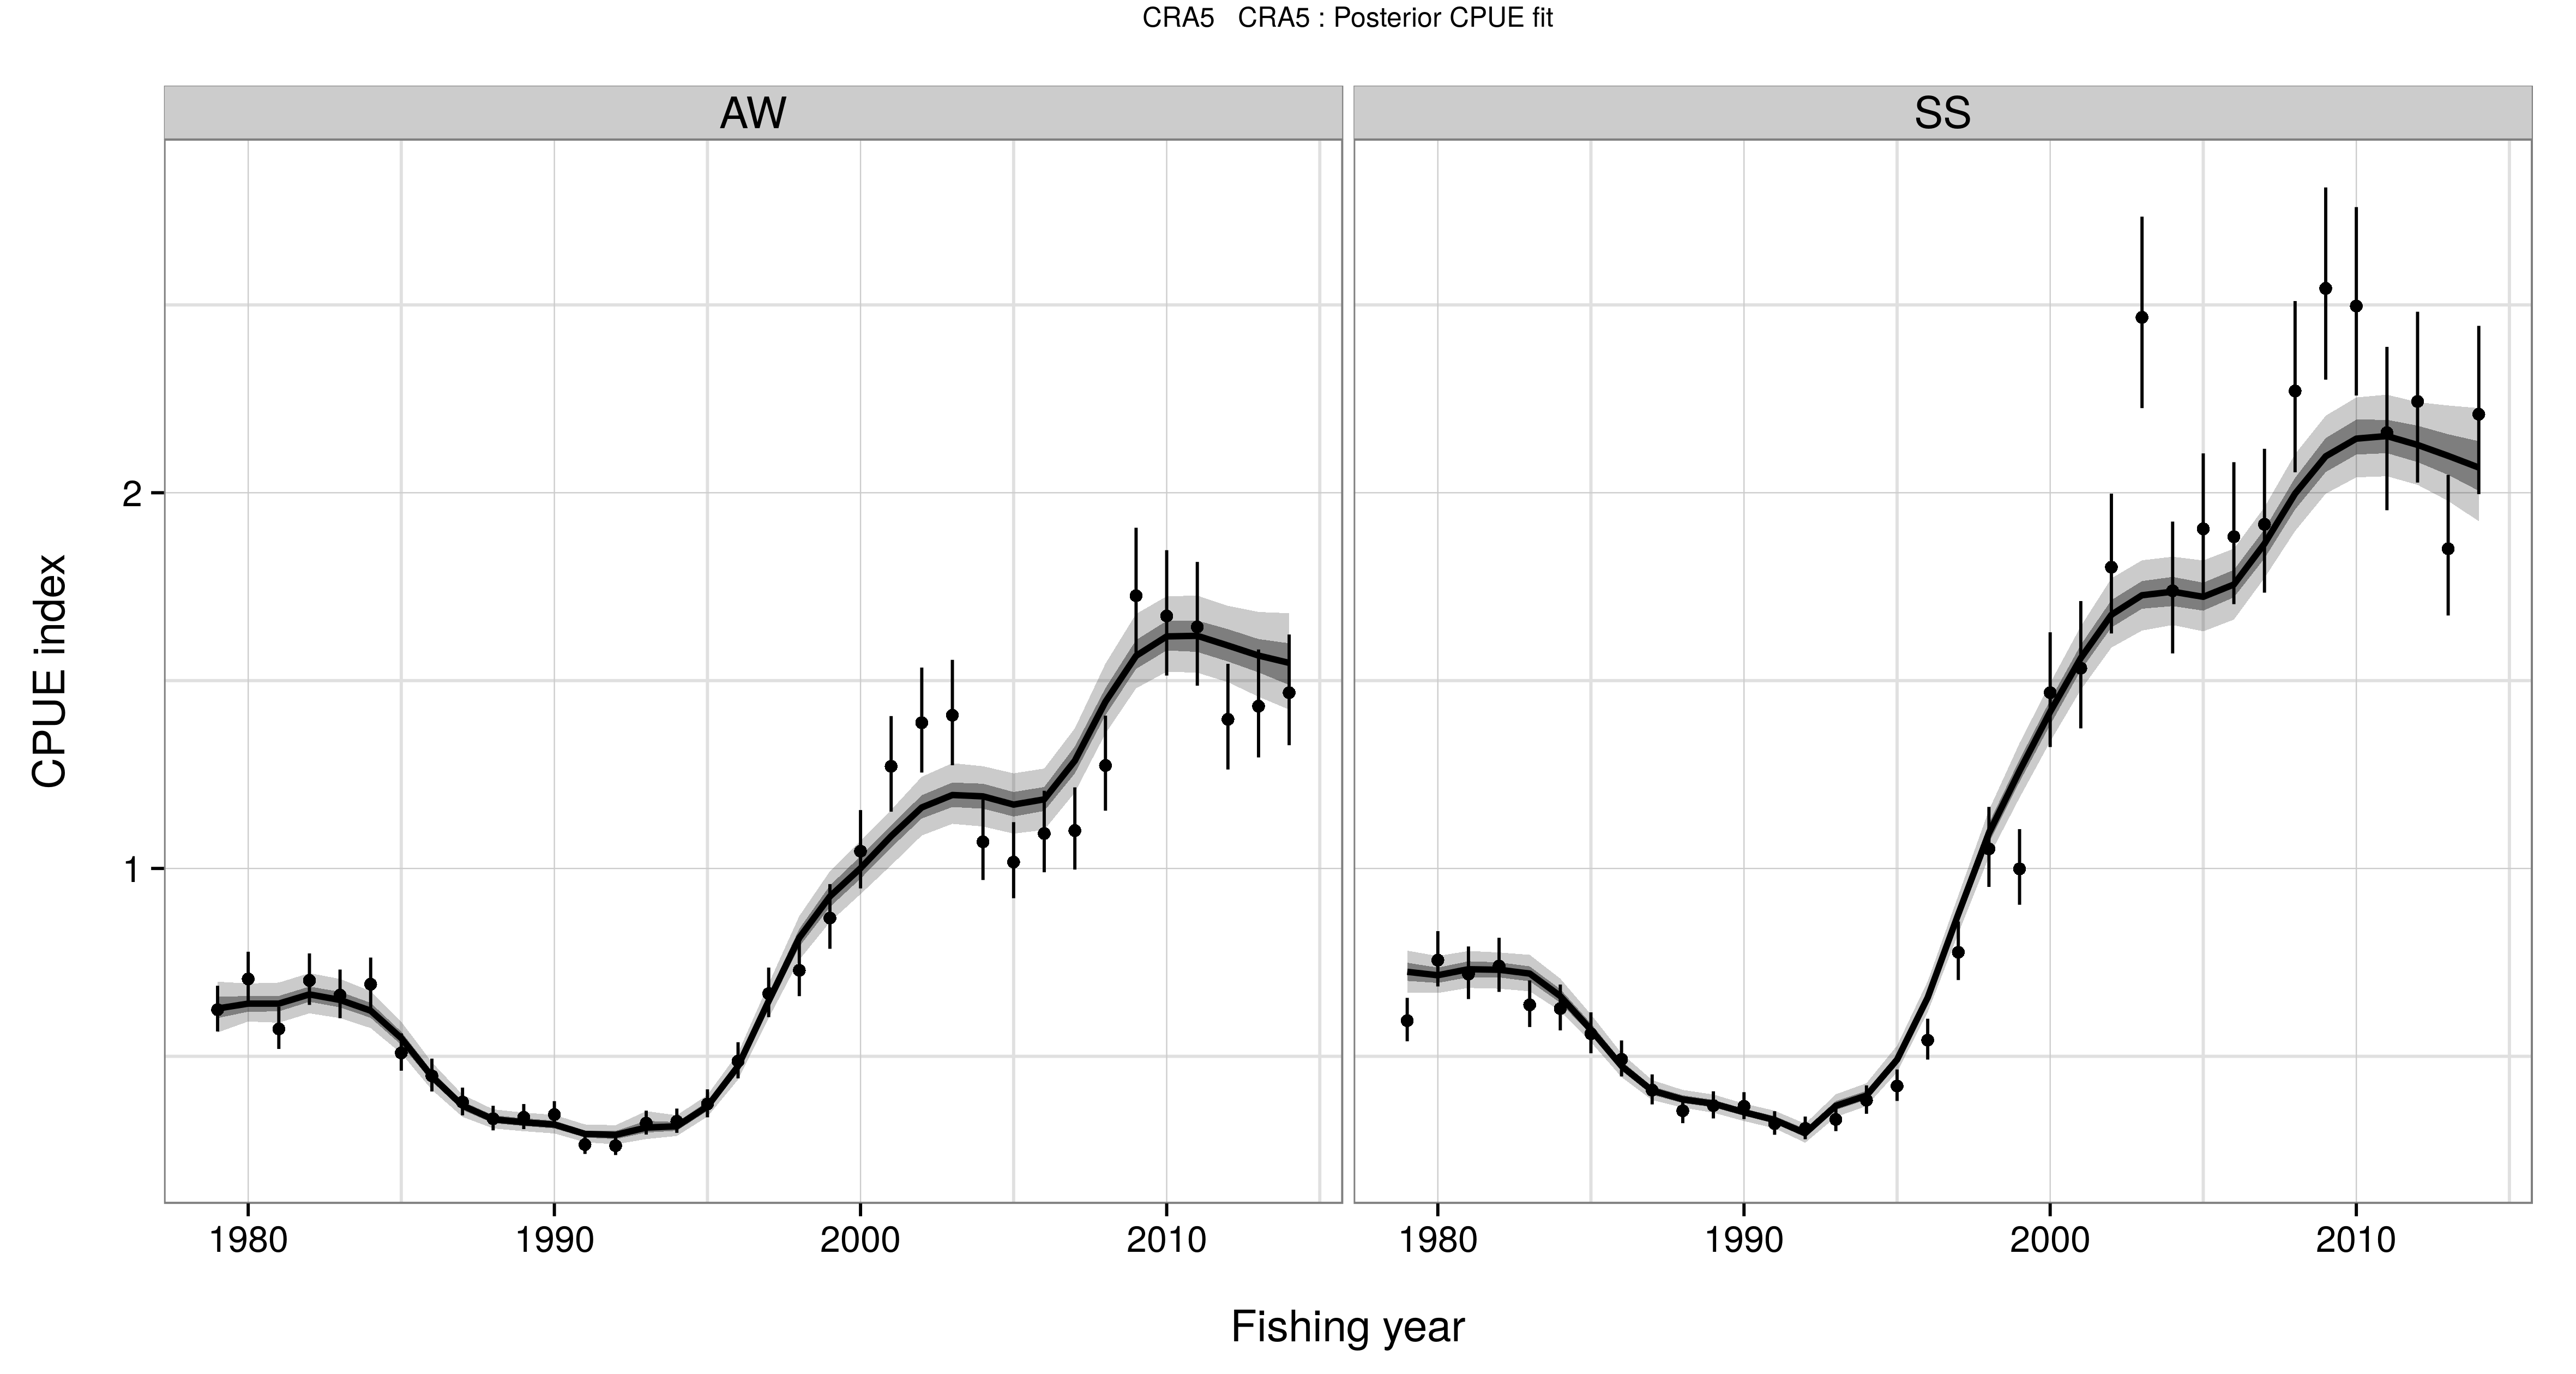 CRA5 CRA5 : Posterior CPUE fit
AW
SS
CPUE index
2
1
1980 1990 2000 2010
1980 1990 2000 2010
Fishing year